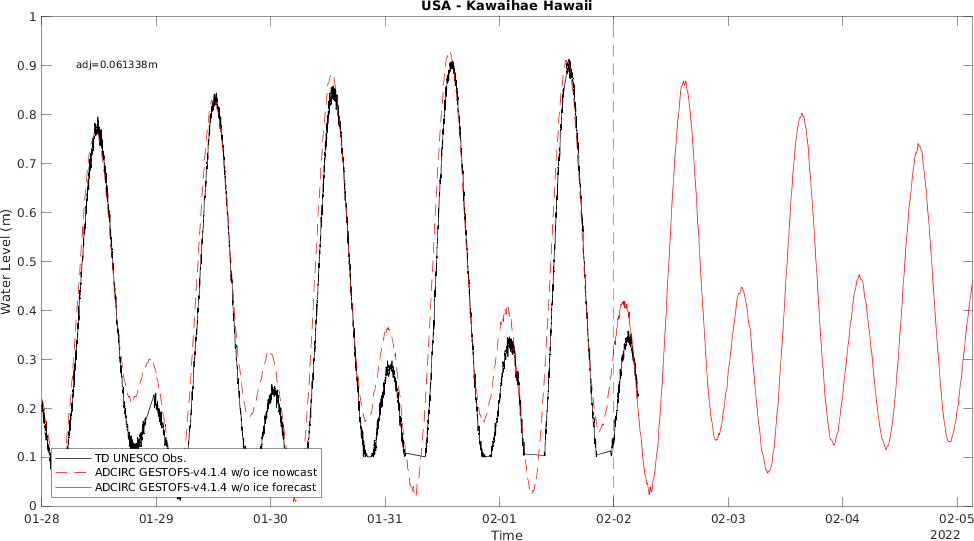 USA - Kawaihae Hawaii
1
0.9
adj=0.061338m
0.8
0.7
0.6
0.5
0.4
0.3
0.2
0.1
0
Water Level (m)
TD UNESCO Obs.
ADCIRC GESTOFS-v4.1.4 w/o ice nowcast
ADCIRC GESTOFS-v4.1.4 w/o ice forecast
01-28 01-29 01-30 01-31 02-01 02-02 02-03 02-04 02-05
Time
2022